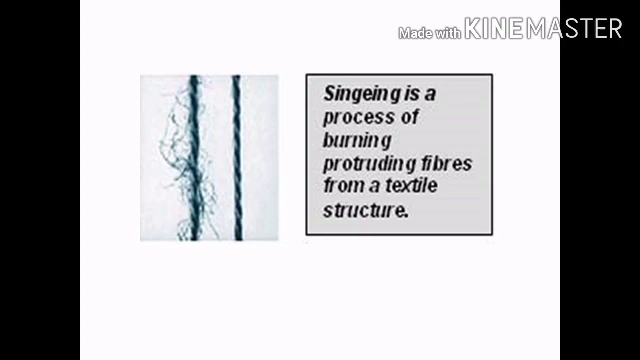 Made with KINEMASTER
Singeing is a
process of
burning
protruding fibres
from a textile
structure.